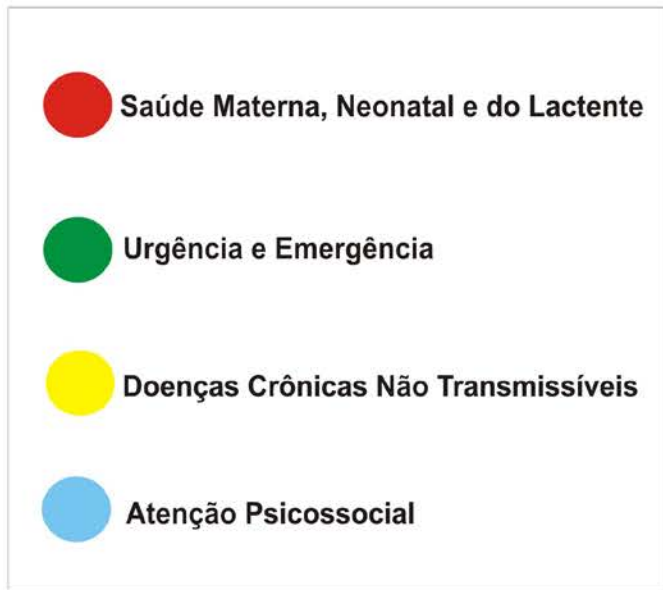 Saúde Materna, Neonatal e do Lactente
Urgência e Emergência
Doenças Crônicas Não Transmissíveis
Atenção Psicossocial